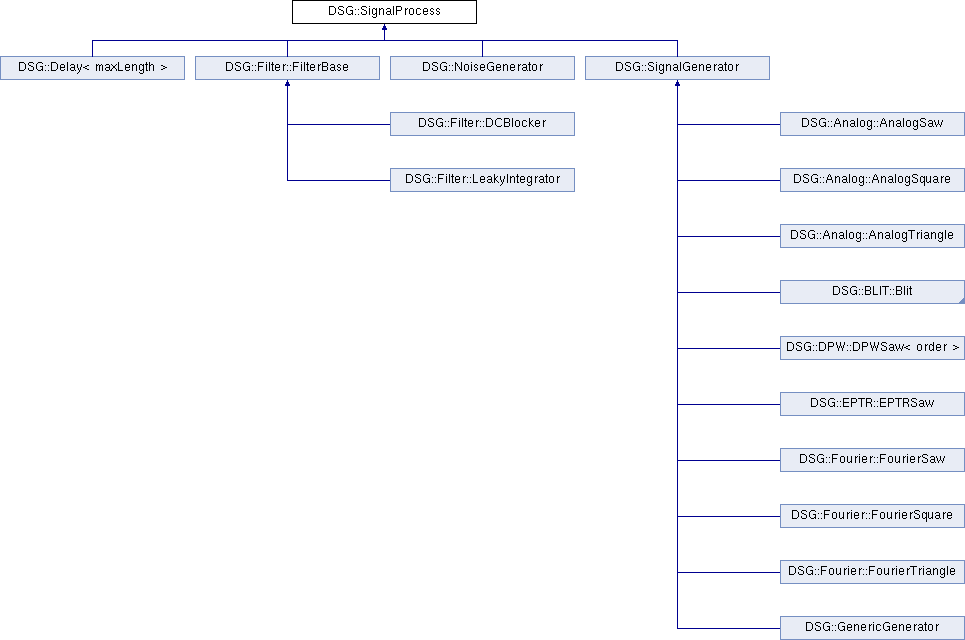 DSG::SignalProcess
DSG::Delay< maxLength >
DSG::Filter::FilterBase
DSG::NoiseGenerator
DSG::SignalGenerator
DSG::Filter::DCBlocker
DSG::Analog::AnalogSaw
DSG::Filter::LeakyIntegrator
DSG::Analog::AnalogSquare
DSG::Analog::AnalogTriangle
DSG::BLIT::Blit
DSG::DPW::DPWSaw< order >
DSG::EPTR::EPTRSaw
DSG::Fourier::FourierSaw
DSG::Fourier::FourierSquare
DSG::Fourier::FourierTriangle
DSG::GenericGenerator